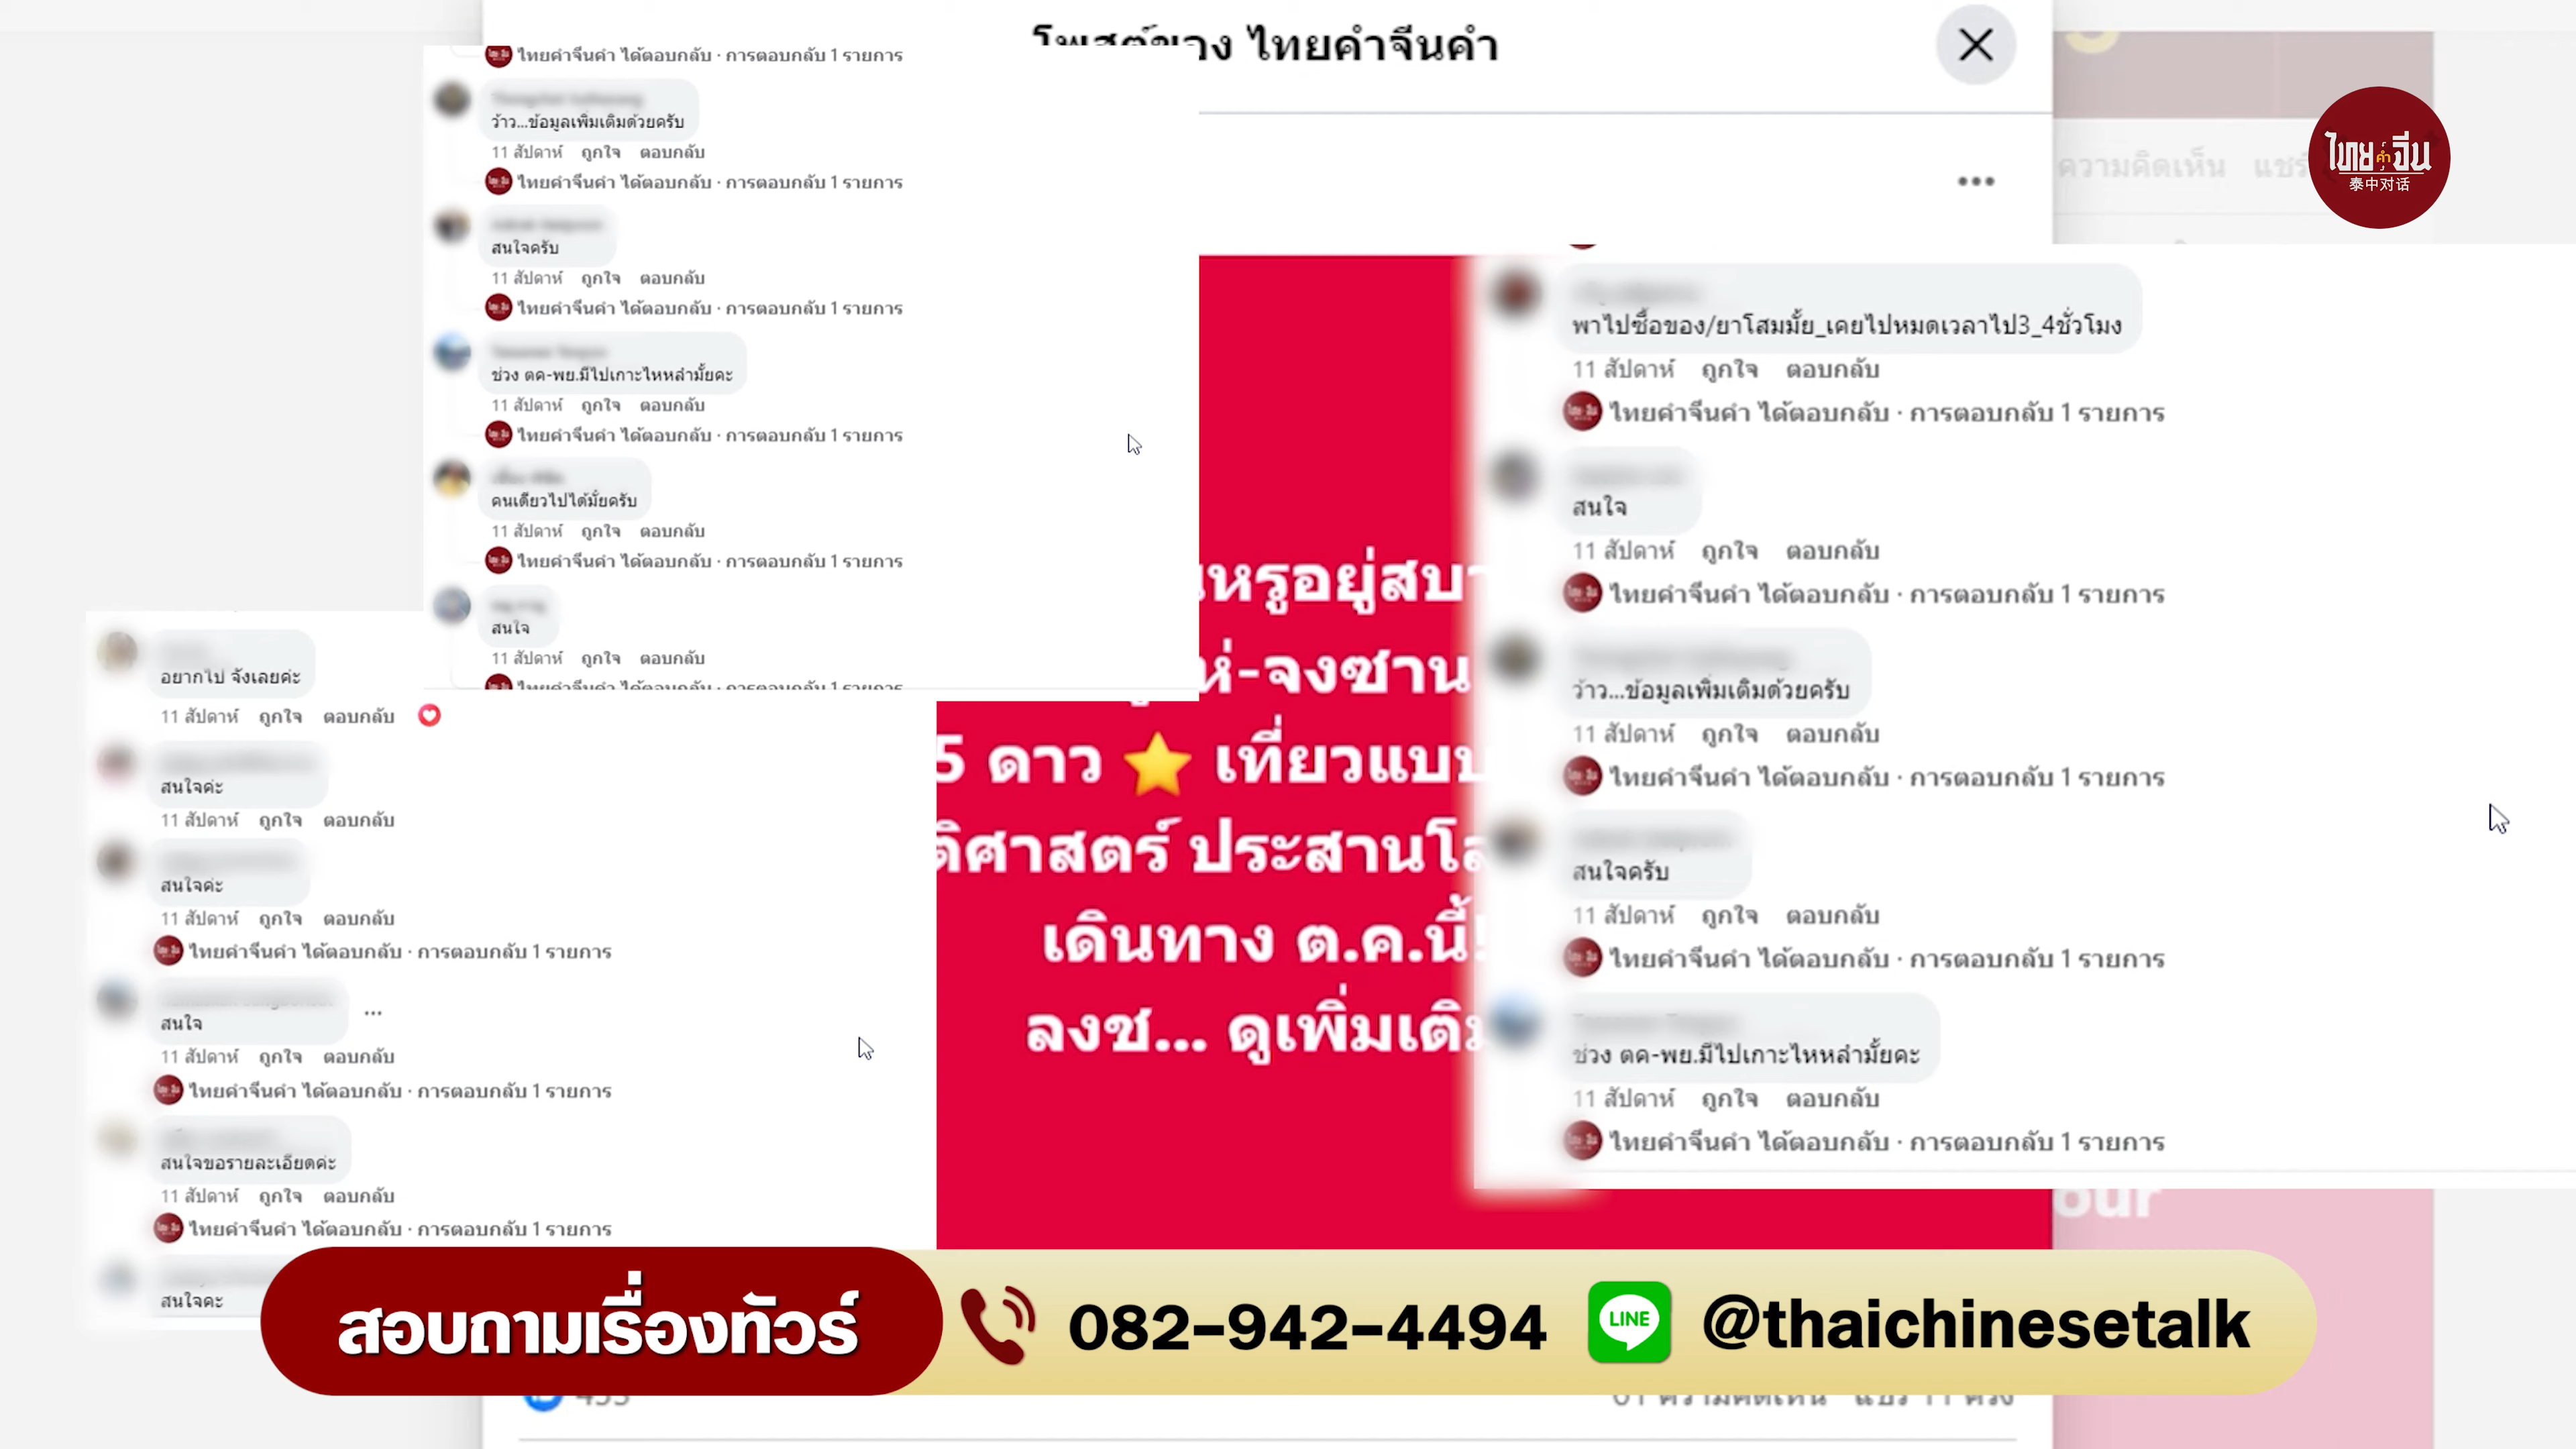 โพสต์ของ ไทยคำจีนคำ
ไทยคำจีนคำ ได้ตอบกลับ · การตอบกลับ 1 รายการ
ว้าว...ข้อมูลเพิ่มเติมด้วยครับ
11 สัปดาห์ ถูกใจ ตอบกลับ
ไทยคำจีนคำ ได้ตอบกลับ · การตอบกลับ 1 รายการ
สนใจครับ
11 สัปดาห์ ถูกใจ ตอบกลับ
ไทยคำจีนคำ ได้ตอบกลับ · การตอบกลับ 1 รายการ
ช่วง ตค-พย.มีไปเกาะไหหลำมั้ยคะ
11 สัปดาห์ ถูกใจ ตอบกลับ
ไทยคำจีนคำ ได้ตอบกลับ · การตอบกลับ 1 รายการ
คนเดียวไปได้มั้ยครับ
11 สัปดาห์ ถูกใจ ตอบกลับ
ไทยคำจีนคำ ได้ตอบกลับ · การตอบกลับ 1 รายการ
สนใจ
11 สัปดาห์ ถูกใจ ตอบกลับ
ไทยคำจีนคำ ได้ตอบกลับ · การตอบกลับ 1 รายการ
อยากไป จังเลยค่ะ
11 สัปดาห์ ถูกใจ ตอบกลับ
สนใจค่ะ
11 สัปดาห์ ถูกใจ ตอบกลับ
สนใจค่ะ
11 สัปดาห์ ถูกใจ ตอบกลับ
ไทยคำจีนคำ ได้ตอบกลับ · การตอบกลับ 1 รายการ
สนใจ
11 สัปดาห์ ถูกใจ ตอบกลับ
ไทยคำจีนคำ ได้ตอบกลับ · การตอบกลับ 1 รายการ
สนใจขอรายละเอียดค่ะ
11 สัปดาห์ ถูกใจ ตอบกลับ
ไทยคำจีนคำ ได้ตอบกลับ · การตอบกลับ 1 รายการ
สนใจคะ
หรูอยู่สบา
ห่-จงซาน
5 ดาว ⭐ เที่ยวแบบ
ติศาสตร์ ประสานโล
เดินทาง ต.ค.นี้!
ลงช... ดูเพิ่มเติม
ความคิดเห็น แชร์
ไทยคำจีน
泰中对话
พาไปซื้อของ/ยาโสมมั้ย_เคยไปหมดเวลาไป3_4ชั่วโมง
11 สัปดาห์ ถูกใจ ตอบกลับ
ไทยคำจีนคำ ได้ตอบกลับ · การตอบกลับ 1 รายการ
สนใจ
11 สัปดาห์ ถูกใจ ตอบกลับ
ไทยคำจีนคำ ได้ตอบกลับ · การตอบกลับ 1 รายการ
ว้าว...ข้อมูลเพิ่มเติมด้วยครับ
11 สัปดาห์ ถูกใจ ตอบกลับ
ไทยคำจีนคำ ได้ตอบกลับ · การตอบกลับ 1 รายการ
สนใจครับ
11 สัปดาห์ ถูกใจ ตอบกลับ
ไทยคำจีนคำ ได้ตอบกลับ · การตอบกลับ 1 รายการ
ช่วง ตค-พย.มีไปเกาะไหหลำมั้ยคะ
11 สัปดาห์ ถูกใจ ตอบกลับ
ไทยคำจีนคำ ได้ตอบกลับ · การตอบกลับ 1 รายการ
our
สอบถามเรื่องทัวร์ 082-942-4494 LINE @thaichinesetalk